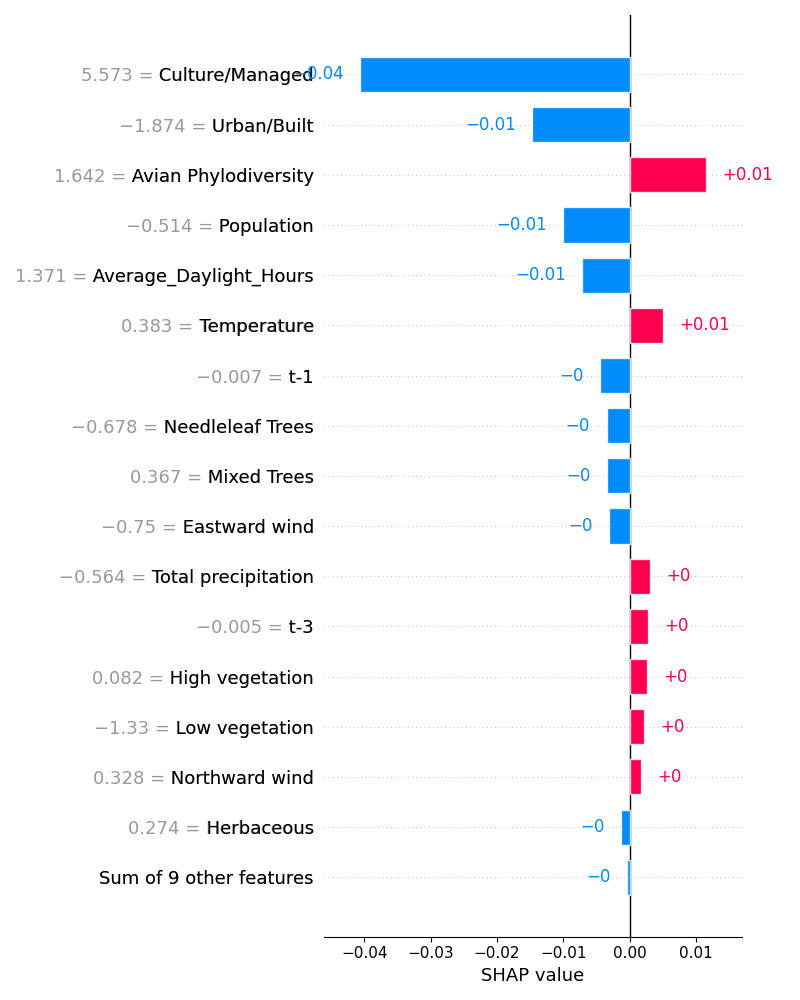 5.573 = Culture/Managed −0.04
−1.874 = Urban/Built −0.01
1.642 = Avian Phylodiversity +0.01
−0.514 = Population −0.01
1.371 = Average_Daylight_Hours −0.01
0.383 = Temperature +0.01
−0.007 = t-1 −0
−0.678 = Needleleaf Trees −0
0.367 = Mixed Trees −0
−0.75 = Eastward wind −0
−0.564 = Total precipitation +0
−0.005 = t-3 +0
0.082 = High vegetation +0
−1.33 = Low vegetation +0
0.328 = Northward wind +0
0.274 = Herbaceous −0
Sum of 9 other features −0
−0.04 −0.03 −0.02 −0.01 0.00 0.01
SHAP value